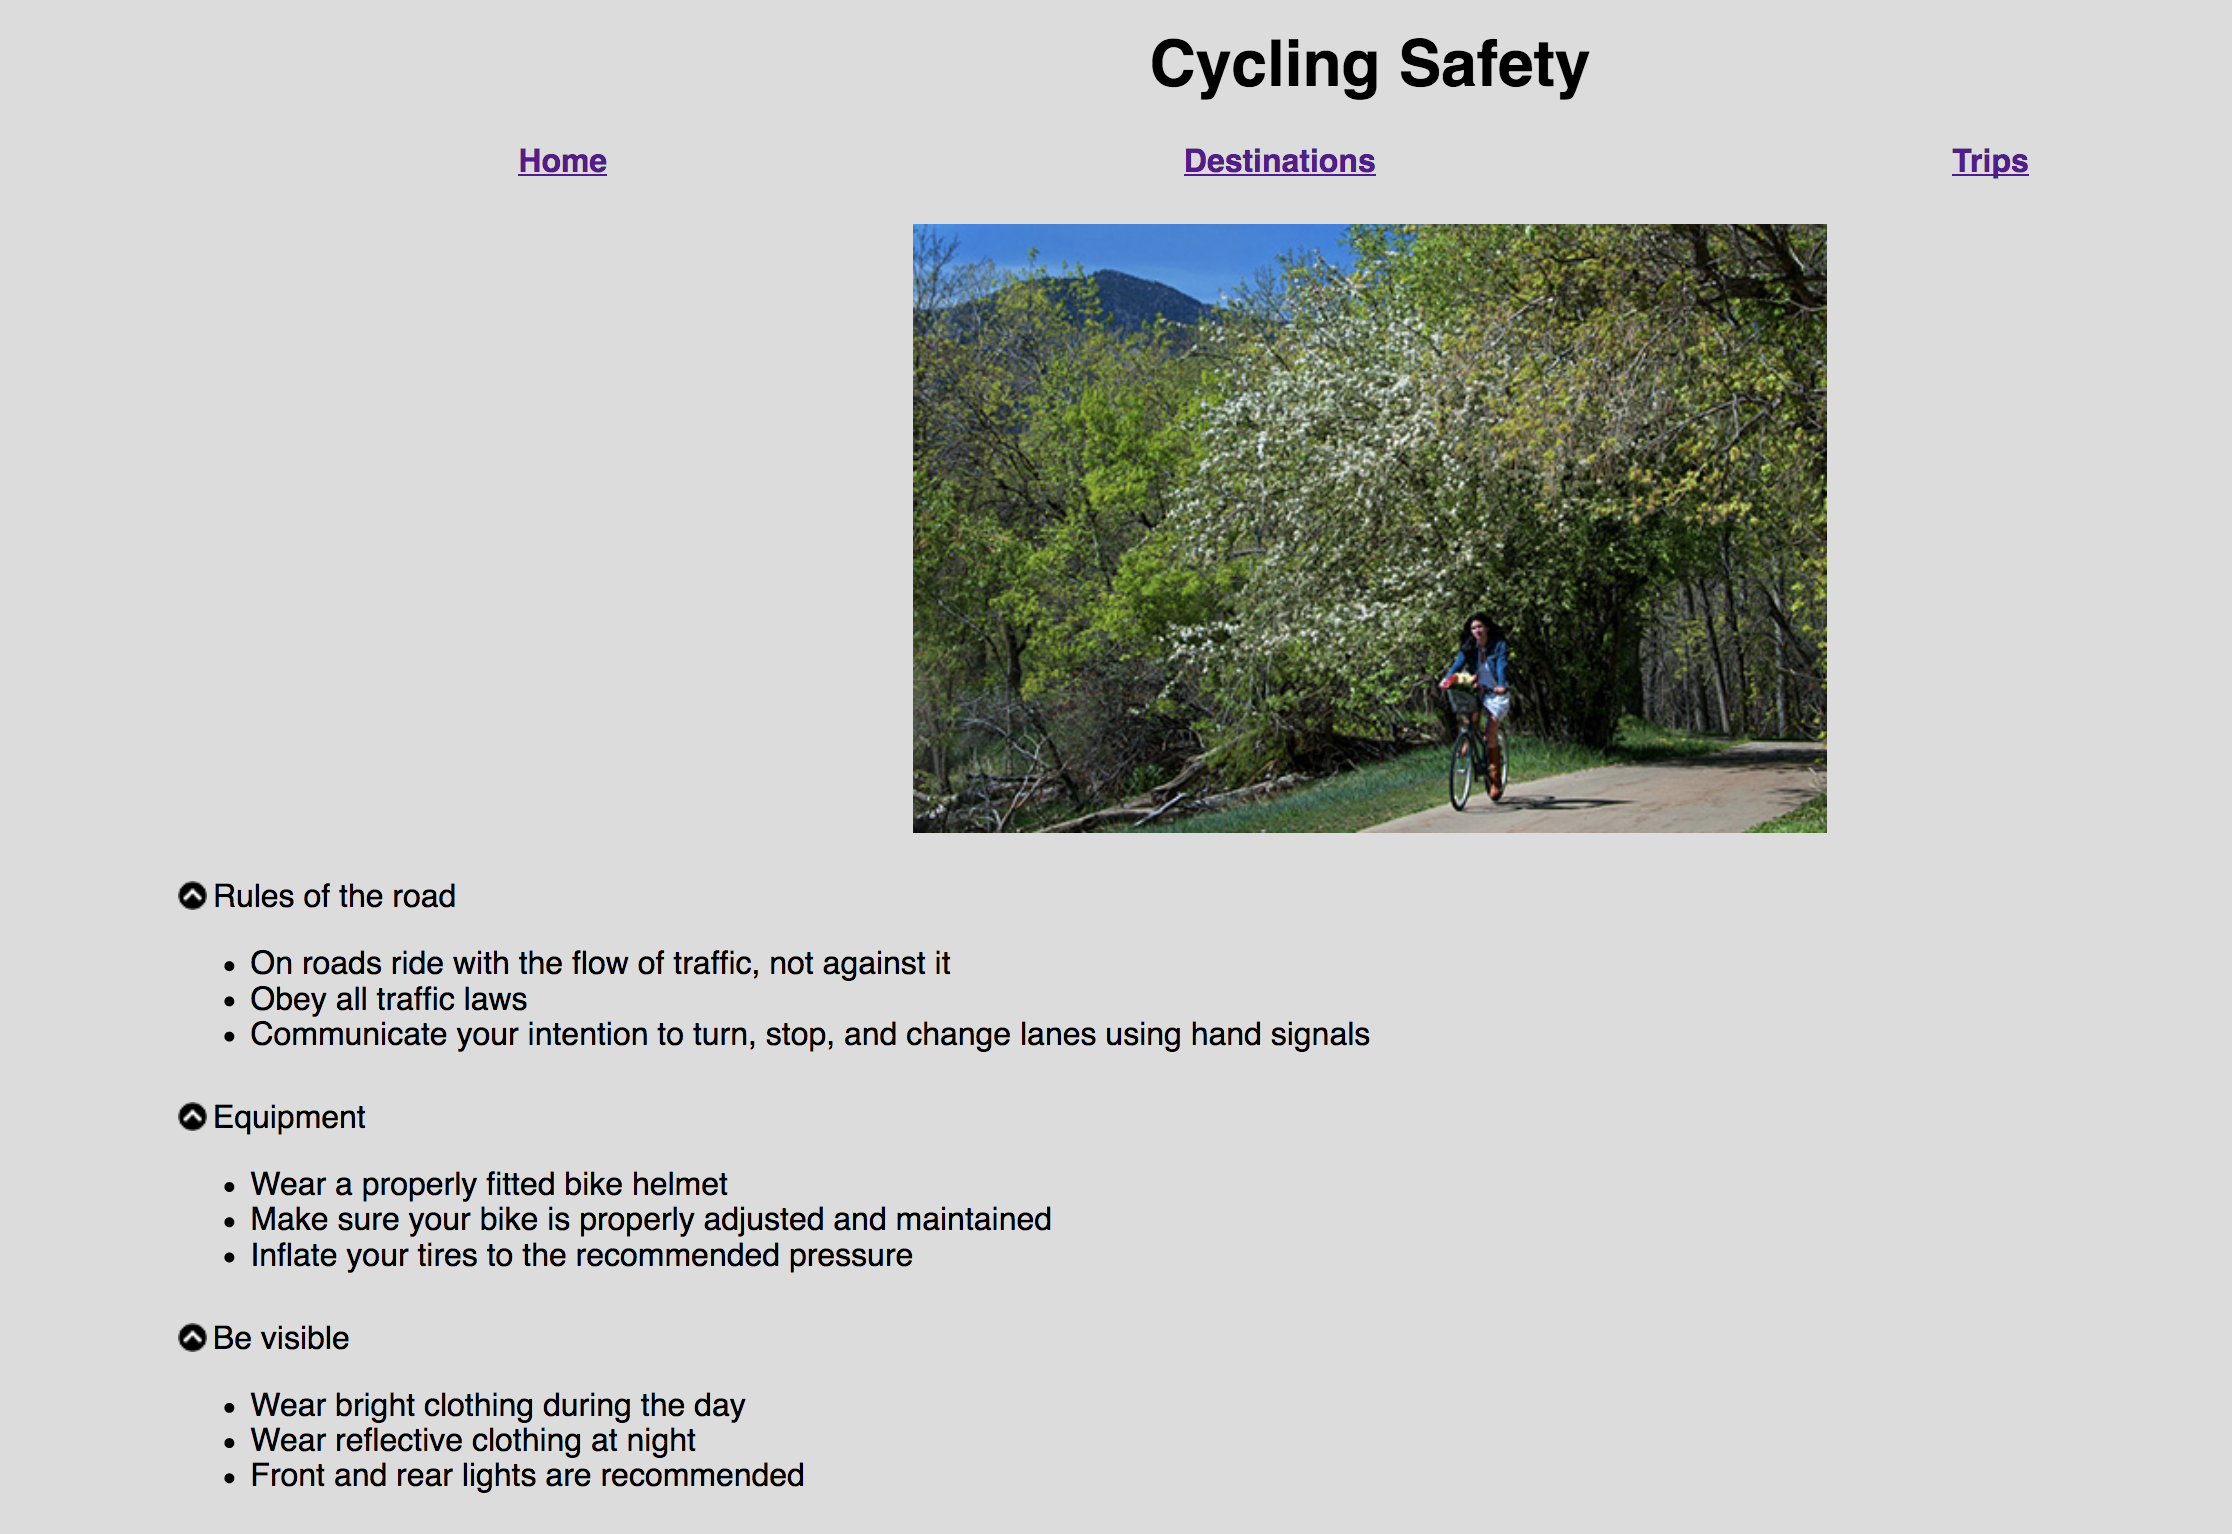 Cycling Safety
Home Destinations Trips
Rules of the road
On roads ride with the flow of traffic, not against it
Obey all traffic laws
Communicate your intention to turn, stop, and change lanes using hand signals
Equipment
Wear a properly fitted bike helmet
Make sure your bike is properly adjusted and maintained
Inflate your tires to the recommended pressure
Be visible
Wear bright clothing during the day
Wear reflective clothing at night
Front and rear lights are recommended